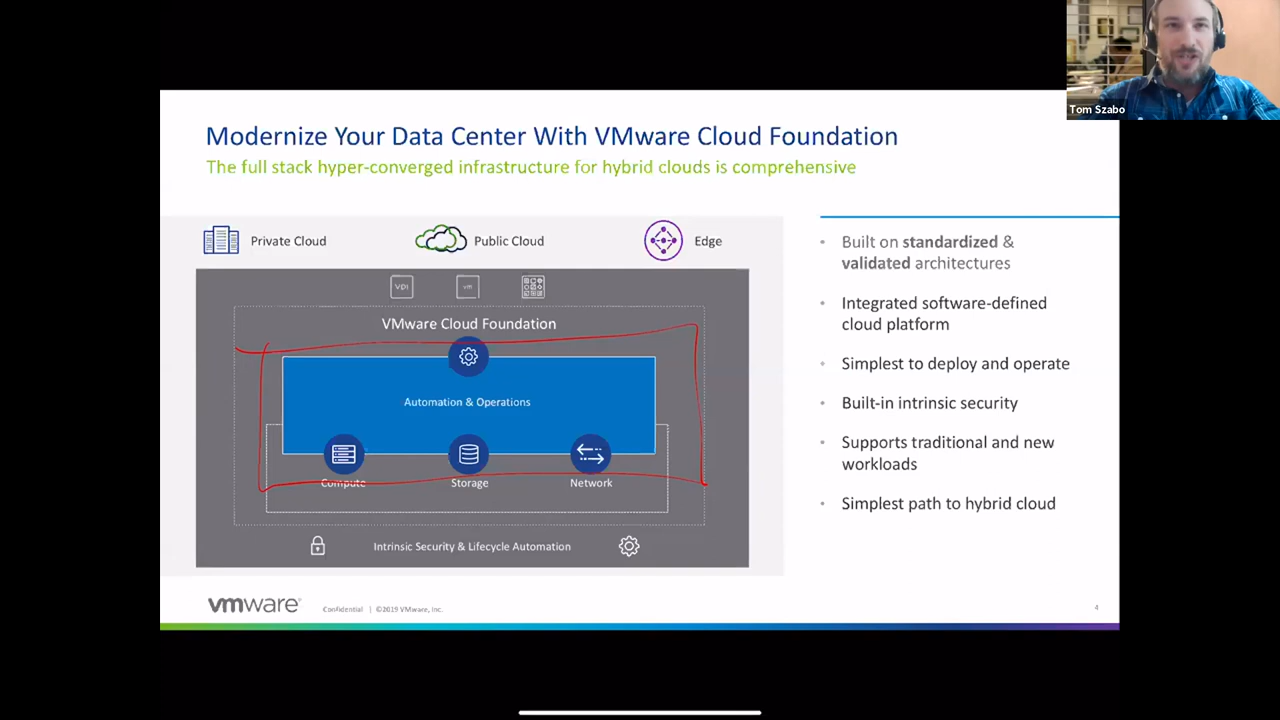 Tom Szabo
Modernize Your Data Center With VMware Cloud Foundation
The full stack hyper-converged infrastructure for hybrid clouds is comprehensive
Private Cloud
Public Cloud
Edge
VDI
vm
VMware Cloud Foundation
Automation & Operations
Compute
Storage
Network
Intrinsic Security & Lifecycle Automation
• Built on standardized &
validated architectures
• Integrated software-defined
cloud platform
• Simplest to deploy and operate
• Built-in intrinsic security
• Supports traditional and new
workloads
• Simplest path to hybrid cloud
vmware®
Confidential | ©2019 VMware, Inc.
4